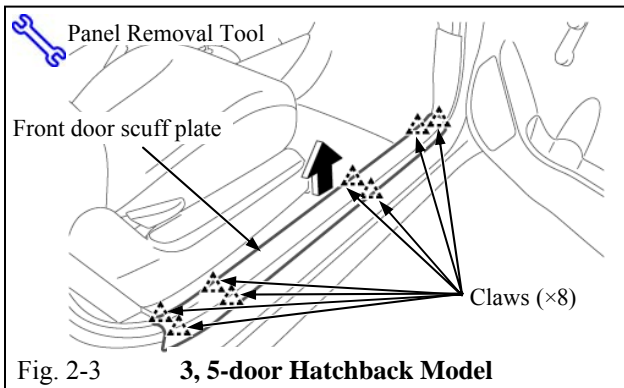 Panel Removal Tool
Front door scuff plate
Claws (×8)
Fig. 2-3 3, 5-door Hatchback Model